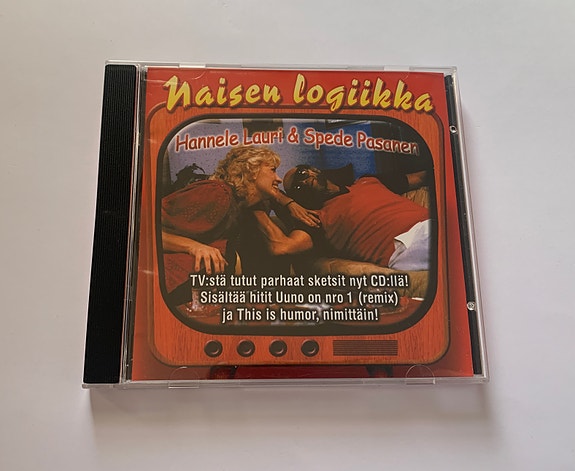 Naisen logiikka
Hannele Lauri & Spede Pasanen
TV:stä tutut parhaat sketsit nyt CD:llä!
Sisältää hitit Uuno on nro 1 (remix)
ja This is humor, nimittäin!